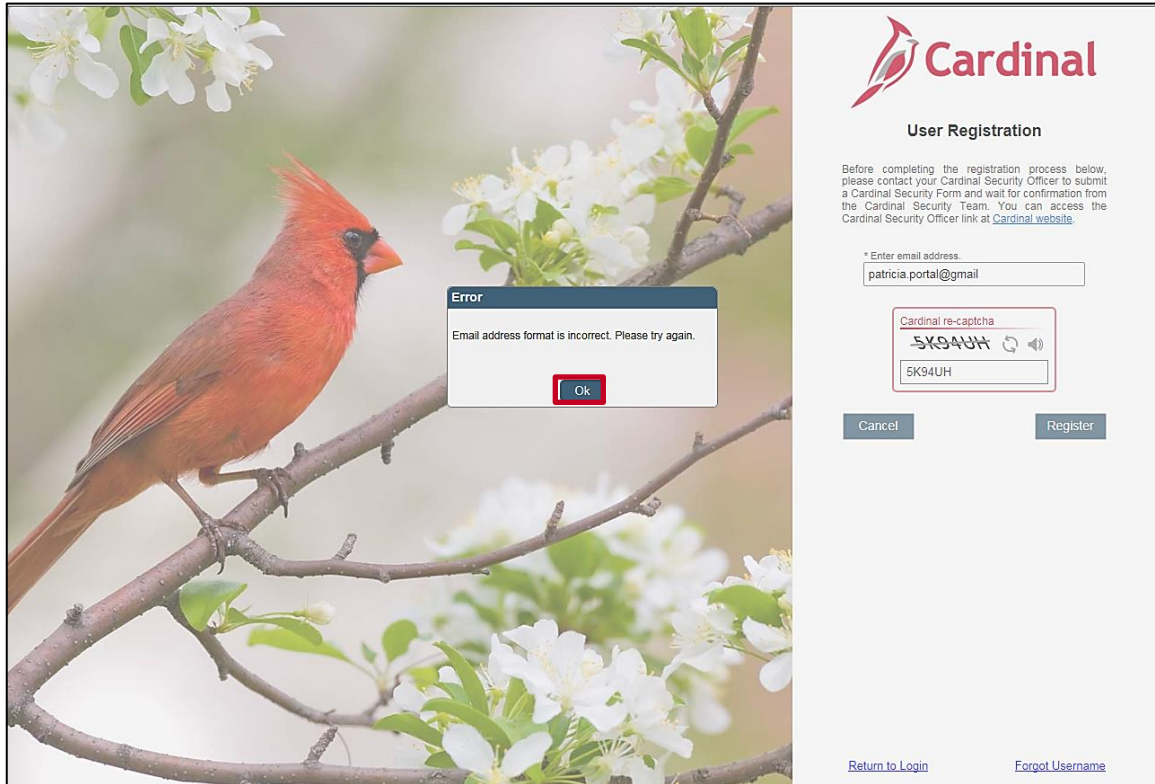 Cardinal
User Registration
Before completing the registration process below,
please contact your Cardinal Security Officer to submit
a Cardinal Security Form and wait for confirmation from
the Cardinal Security Team. You can access the
Cardinal Security Officer link at Cardinal website.
* Enter email address.
patricia.portal@gmail
Error
Email address format is incorrect. Please try again.
Ok
Cardinal re-captcha
5K94UH
5K94UH
Cancel
Register
Return to Login
Forgot Username